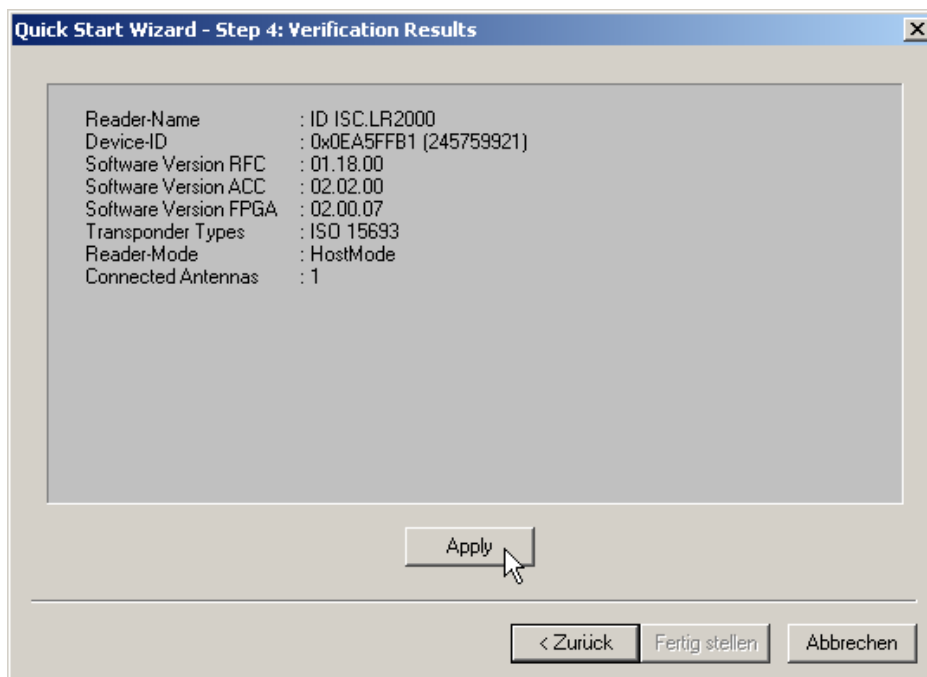 Quick Start Wizard - Step 4: Verification Results
Reader-Name : ID ISC.LR2000
Device-ID : 0x0EA5FFB1 (245759921)
Software Version RFC : 01.18.00
Software Version ACC : 02.02.00
Software Version FPGA : 02.00.07
Transponder Types : ISO 15693
Reader-Mode : HostMode
Connected Antennas : 1
Apply
< Zurück Fertig stellen Abbrechen